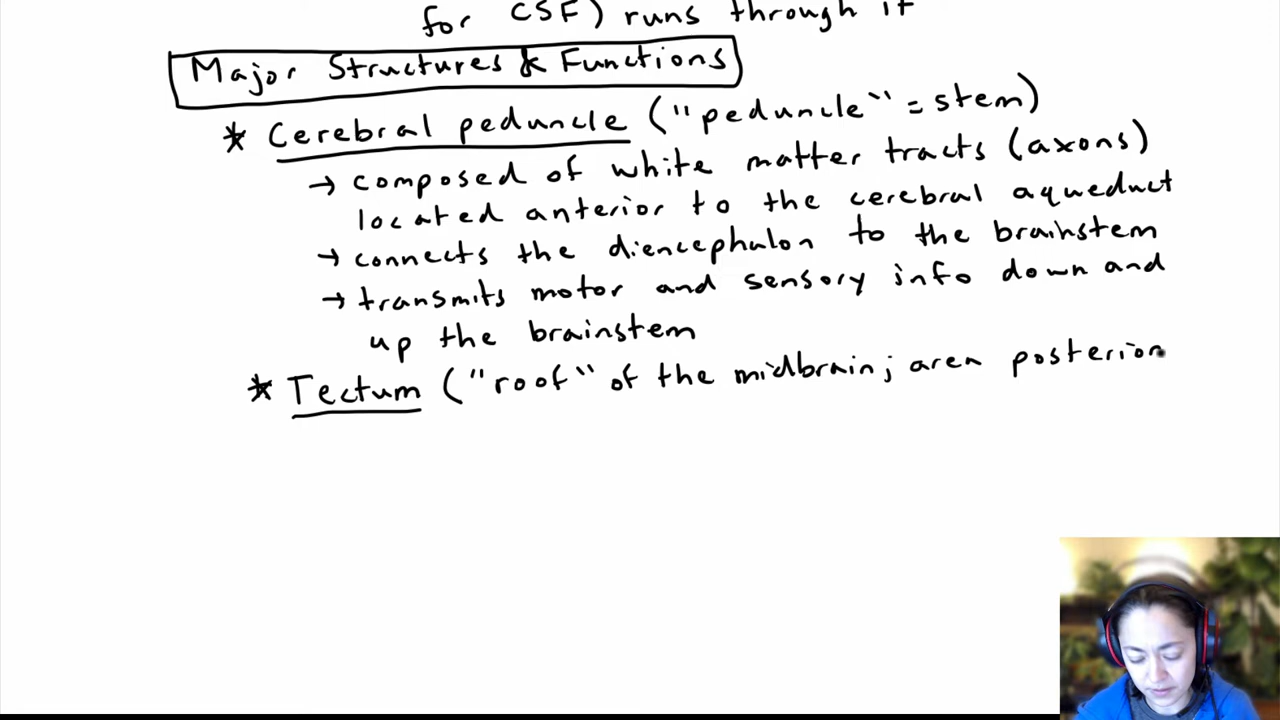 for CSF) runs through it
Major Structures & Functions
* Cerebral peduncle ("peduncle" = stem)
→ composed of white matter tracts (axons)
located anterior to the cerebral aqueduct
→ connects the diencephalon to the brainstem
→ transmits motor and sensory info down and
up the brainstem
* Tectum ("roof" of the midbrain; area posterior